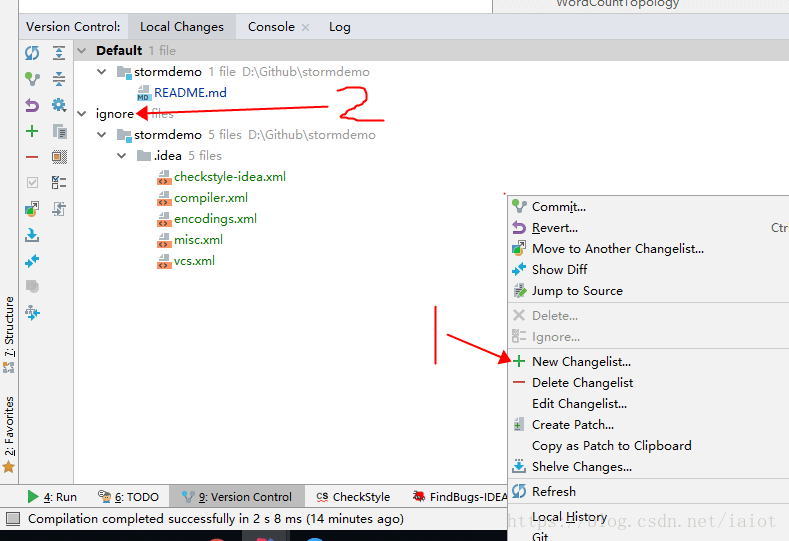 WordCountTopology
Version Control: Local Changes Console × Log
Default 1 file
stormdemo 1 file D:\Github\stormdemo
README.md
ignore files
2
stormdemo 5 files D:\Github\stormdemo
.idea 5 files
checkstyle-idea.xml
compiler.xml
encodings.xml
misc.xml
vcs.xml
7: Structure
2: Favorites
1
Commit...
Revert... Ctr
Move to Another Changelist...
Show Diff
Jump to Source
Delete...
Ignore...
New Changelist...
Delete Changelist
Edit Changelist...
Create Patch...
Copy as Patch to Clipboard
Shelve Changes...
Refresh
Local History
Git
4: Run 6: TODO 9: Version Control CS CheckStyle FindBugs-IDEA
Compilation completed successfully in 2 s 8 ms (14 minutes ago)
https://blog.csdn.net/iaiot